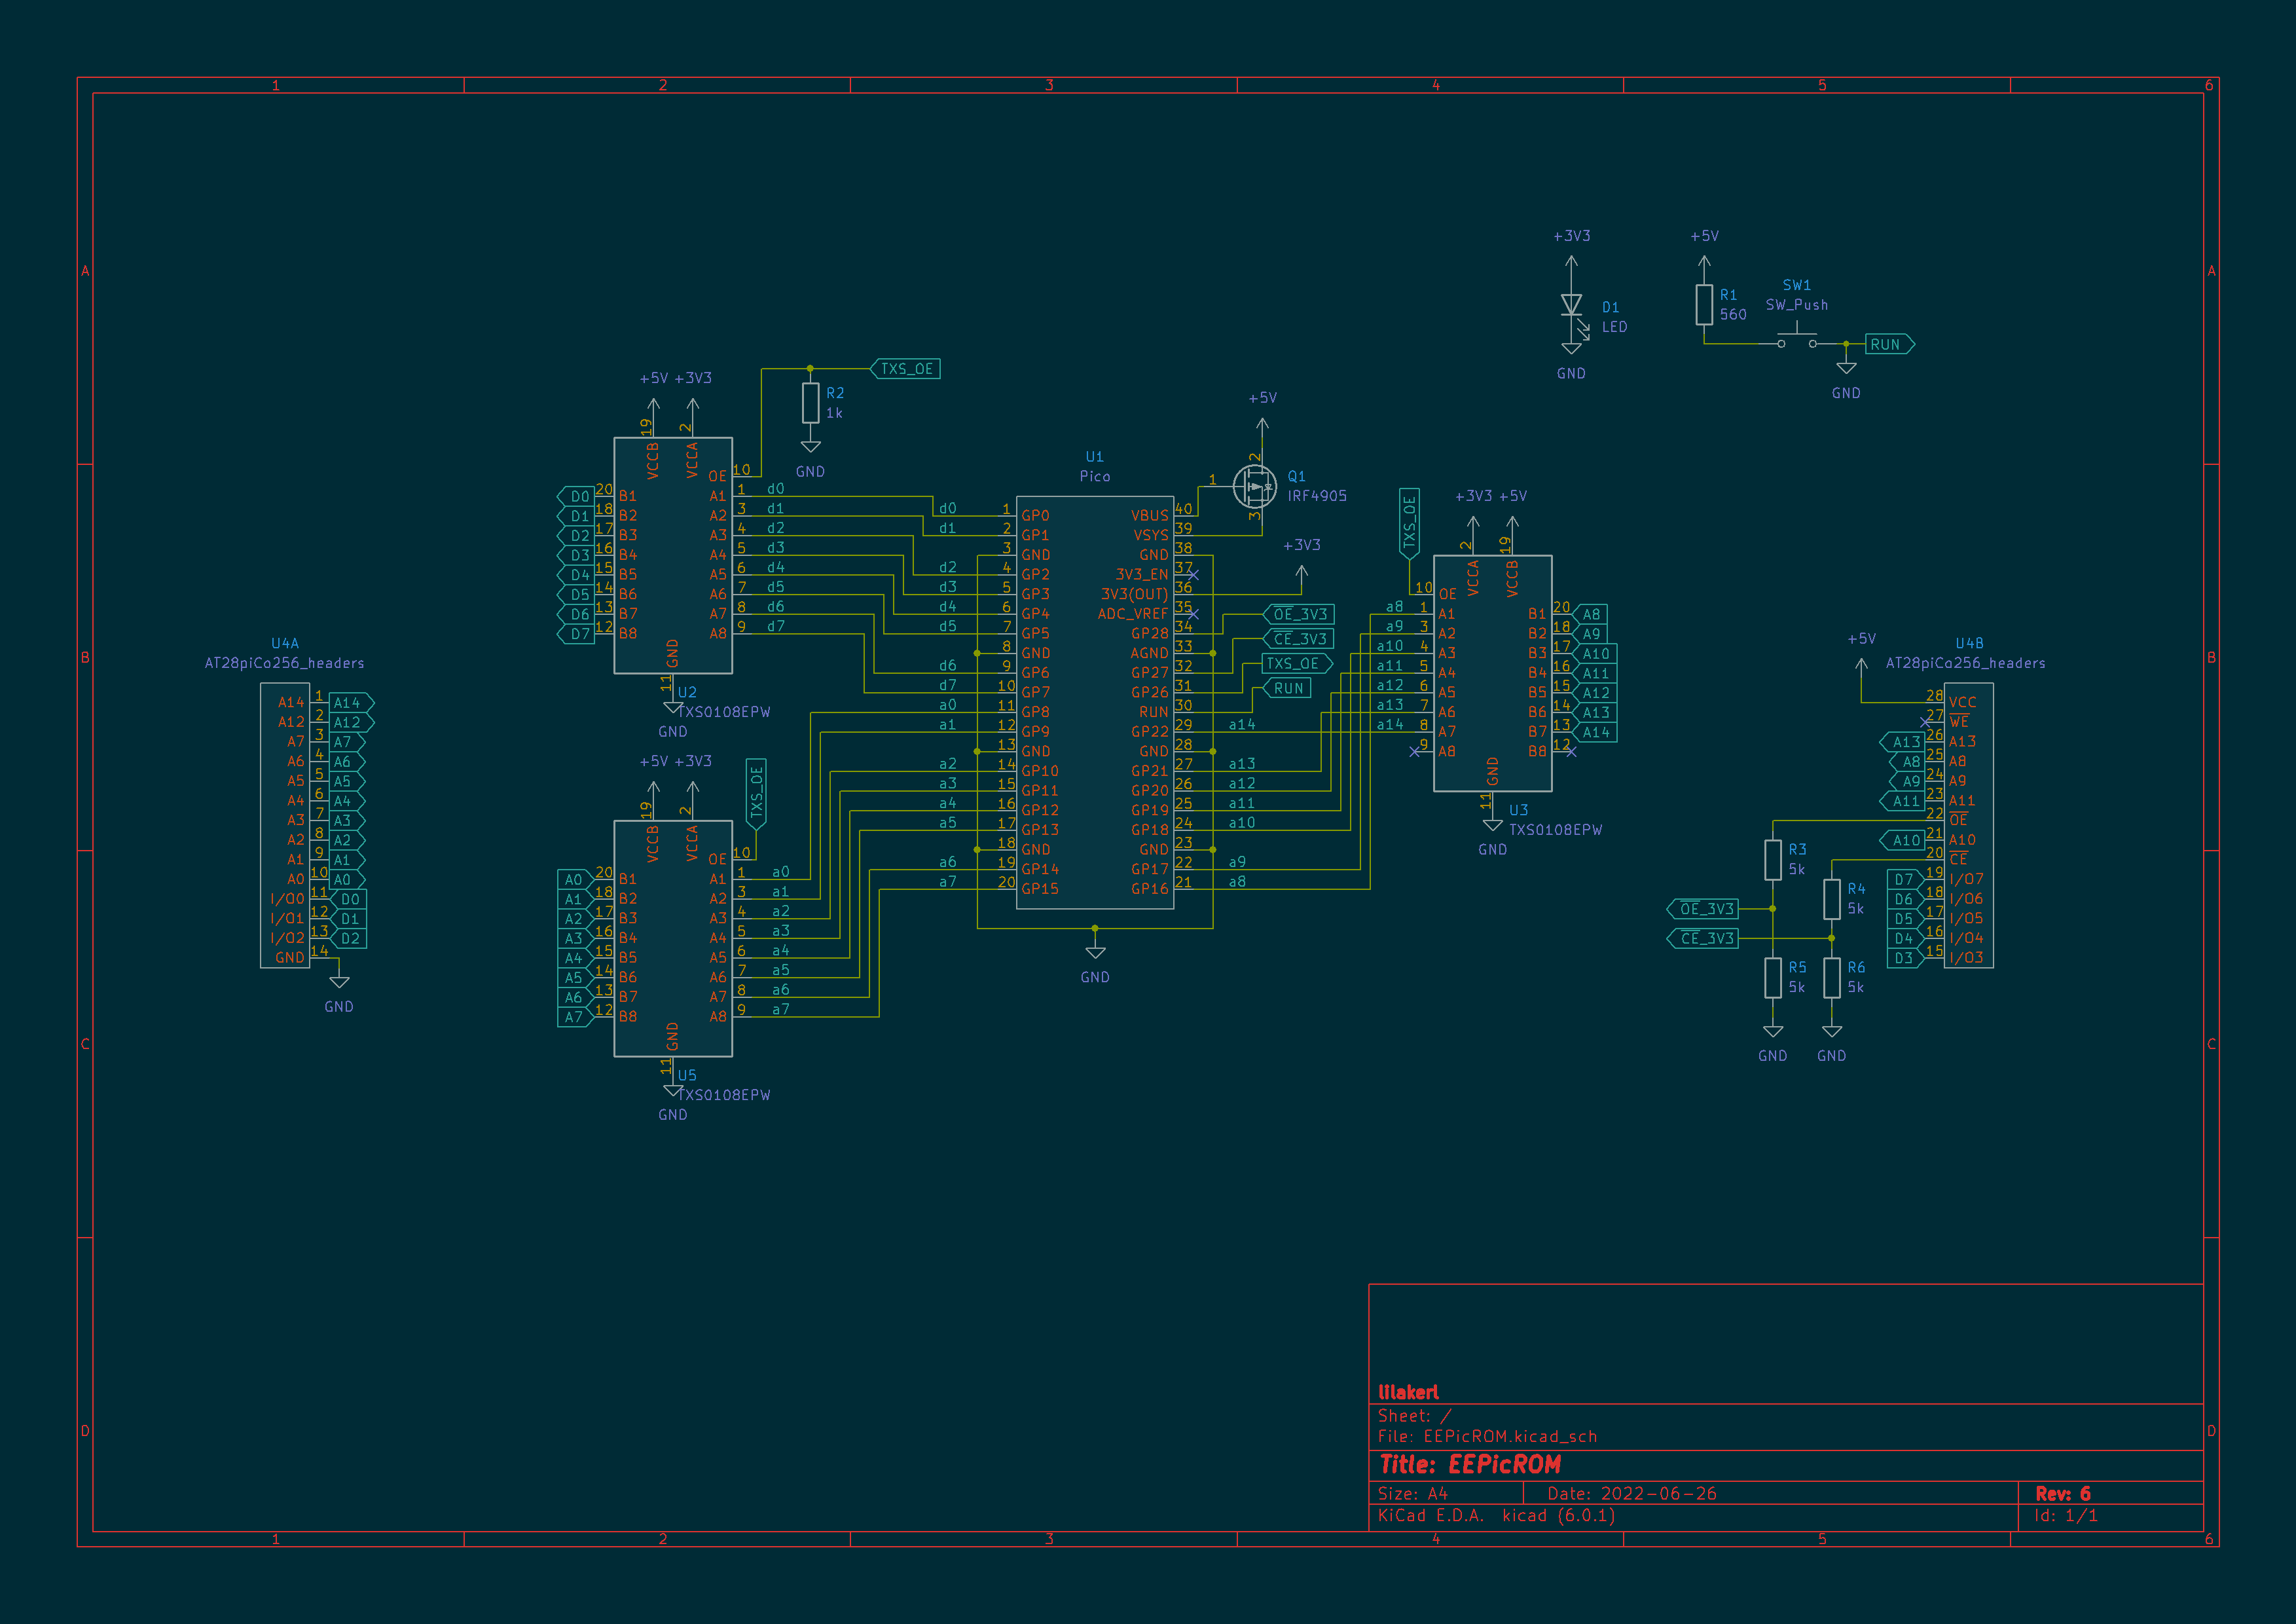 1 2 3 4 5 6
A A
B B
C C
D D
1 2 3 4 5 6
+3V3
D1
LED
GND
+5V
R1
560
SW1
SW_Push
RUN
GND
TXS_OE
R2
1k
GND
+5V +3V3
19 VCCB
2 VCCA
OE 10
D0 20 B1 A1 1 d0
D1 18 B2 A2 3 d1
D2 17 B3 A3 4 d2
D3 16 B4 A4 5 d3
D4 15 B5 A5 6 d4
D5 14 B6 A6 7 d5
D6 13 B7 A7 8 d6
D7 12 B8 A8 9 d7
GND 11
U2
TXS0108EPW
GND
+5V +3V3
TXS_OE
19 VCCB
2 VCCA
OE 10
A0 20 B1 A1 1 a0
A1 18 B2 A2 3 a1
A2 17 B3 A3 4 a2
A3 16 B4 A4 5 a3
A4 15 B5 A5 6 a4
A5 14 B6 A6 7 a5
A6 13 B7 A7 8 a6
A7 12 B8 A8 9 a7
GND 11
U5
TXS0108EPW
GND
U1
Pico
d0 1 GP0 VBUS 40
d1 2 GP1 VSYS 39
3 GND GND 38
d2 4 GP2 3V3_EN 37
d3 5 GP3 3V3(OUT) 36
d4 6 GP4 ADC_VREF 35
d5 7 GP5 GP28 34
8 GND AGND 33
d6 9 GP6 GP27 32
d7 10 GP7 GP26 31
a0 11 GP8 RUN 30
a1 12 GP9 GP22 29 a14
13 GND GND 28
a2 14 GP10 GP21 27 a13
a3 15 GP11 GP20 26 a12
a4 16 GP12 GP19 25 a11
a5 17 GP13 GP18 24 a10
18 GND GND 23
a6 19 GP14 GP17 22 a9
a7 20 GP15 GP16 21 a8
GND
+5V
2
1
3
Q1
IRF4905
+3V3
OE_3V3
CE_3V3
TXS_OE
RUN
TXS_OE
+3V3 +5V
2 VCCA
19 VCCB
10 OE
a8 1 A1 B1 20 A8
a9 3 A2 B2 18 A9
a10 4 A3 B3 17 A10
a11 5 A4 B4 16 A11
a12 6 A5 B5 15 A12
a13 7 A6 B6 14 A13
a14 8 A7 B7 13 A14
9 A8 B8 12
GND 11
U3
TXS0108EPW
GND
U4A
AT28piCo256_headers
A14 1 A14
A12 2 A12
A7 3 A7
A6 4 A6
A5 5 A5
A4 6 A4
A3 7 A3
A2 8 A2
A1 9 A1
A0 10 A0
I/O0 11 D0
I/O1 12 D1
I/O2 13 D2
GND 14
GND
+5V
U4B
AT28piCo256_headers
28 VCC
27 WE
A13 26 A13
A8 25 A8
A9 24 A9
A11 23 A11
22 OE
A10 21 A10
20 CE
D7 19 I/O7
D6 18 I/O6
D5 17 I/O5
D4 16 I/O4
D3 15 I/O3
R3
5k
R4
5k
OE_3V3
CE_3V3
R5
5k
R6
5k
GND GND
lilakerl
Sheet: /
File: EEPicROM.kicad_sch
Title: EEPicROM
Size: A4 Date: 2022-06-26 Rev: 6
KiCad E.D.A. kicad (6.0.1) Id: 1/1